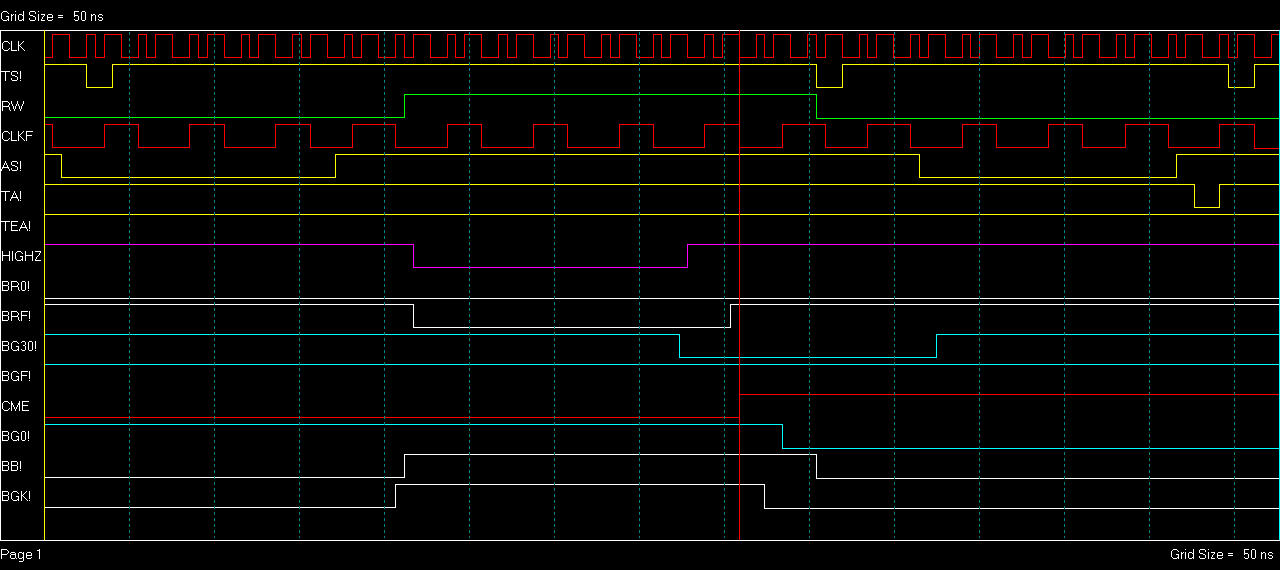 Grid Size = 50 ns
CLK
TS!
RW
CLKF
AS!
TA!
TEA!
HIGHZ
BR0!
BRF!
BG30!
BGF!
CME
BG0!
BB!
BGK!
Page 1
Grid Size = 50 ns